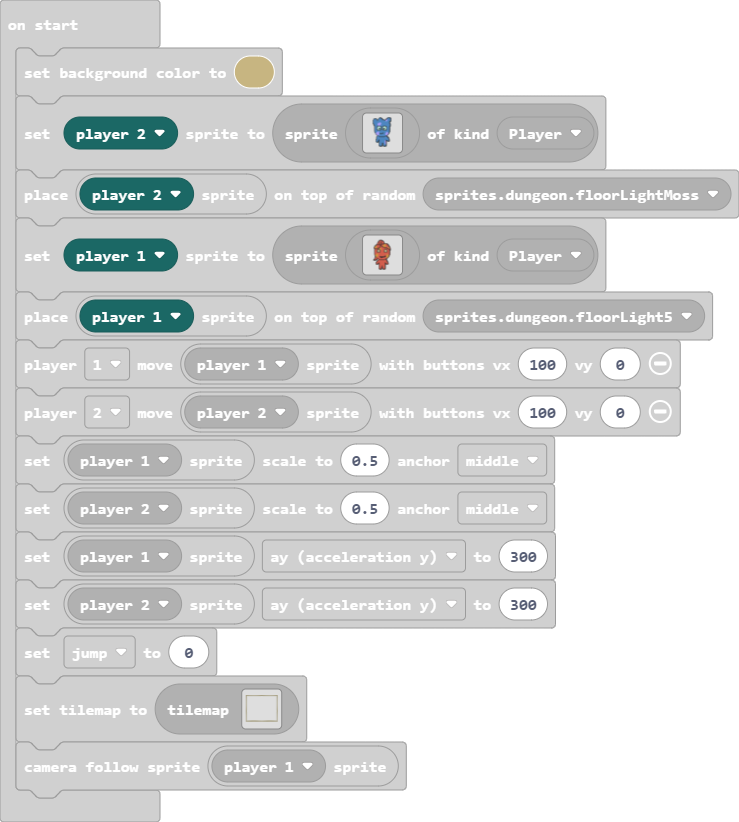 on start
set background color to
set player 2 sprite to sprite of kind Player
place player 2 sprite on top of random sprites.dungeon.floorLightMoss
set player 1 sprite to sprite of kind Player
place player 1 sprite on top of random sprites.dungeon.floorLight5
player 1 move player 1 sprite with buttons vx 100 vy 0
player 2 move player 2 sprite with buttons vx 100 vy 0
set player 1 sprite scale to 0.5 anchor middle
set player 2 sprite scale to 0.5 anchor middle
set player 1 sprite ay (acceleration y) to 300
set player 2 sprite ay (acceleration y) to 300
set jump to 0
set tilemap to tilemap
camera follow sprite player 1 sprite